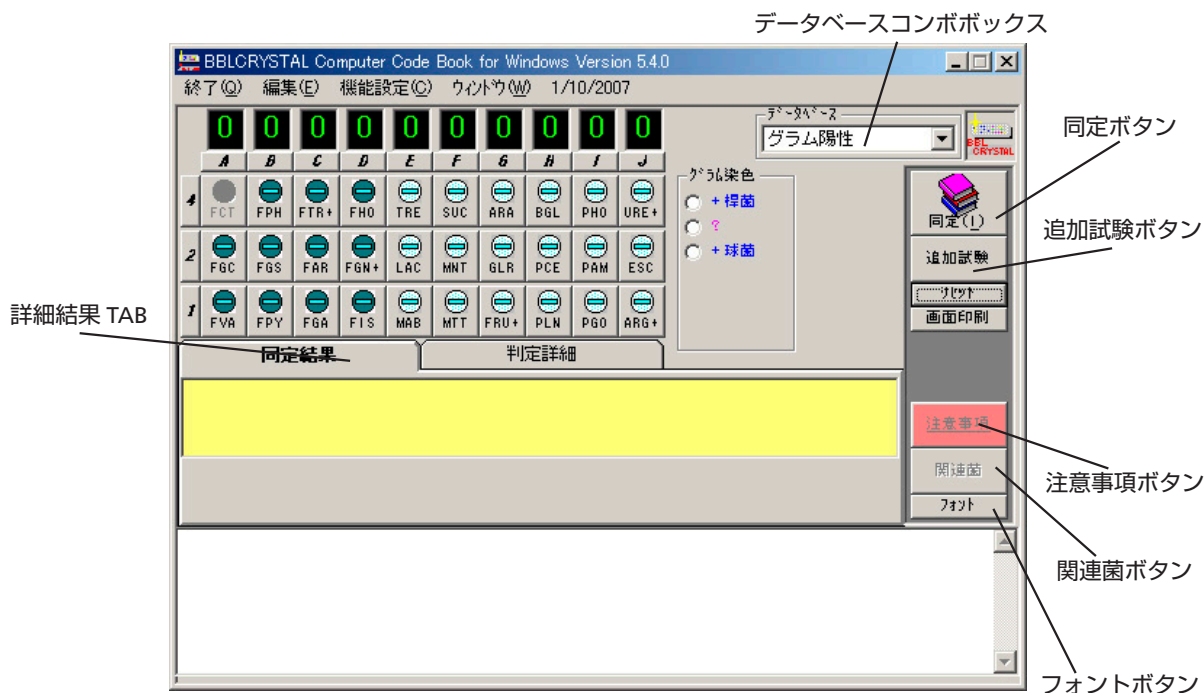 データベースコンボボックス
BBLCRYSTAL Computer Code Book for Windows Version 5.4.0
終了(Q) 編集(E) 機能設定(C) ウィンドウ(W) 1/10/2007
0 0 0 0 0 0 0 0 0 0
A B C D E F G H I J
データベース
グラム陽性
BBL
CRYSTAL
同定ボタン
4 FCT FPH FTR+ FHO TRE SUC ARA BGL PHO URE+
2 FGC FGS FAR FGN+ LAC MNT GLR PCE PAM ESC
1 FVA FPY FGA FIS MAB MTT FRU+ PLN PGO ARG+
グラム染色
+ 桿菌
?
+ 球菌
同定(I)
追加試験
リセット
画面印刷
追加試験ボタン
詳細結果 TAB
同定結果 判定詳細
注意事項
関連菌
フォント
注意事項ボタン
関連菌ボタン
フォントボタン